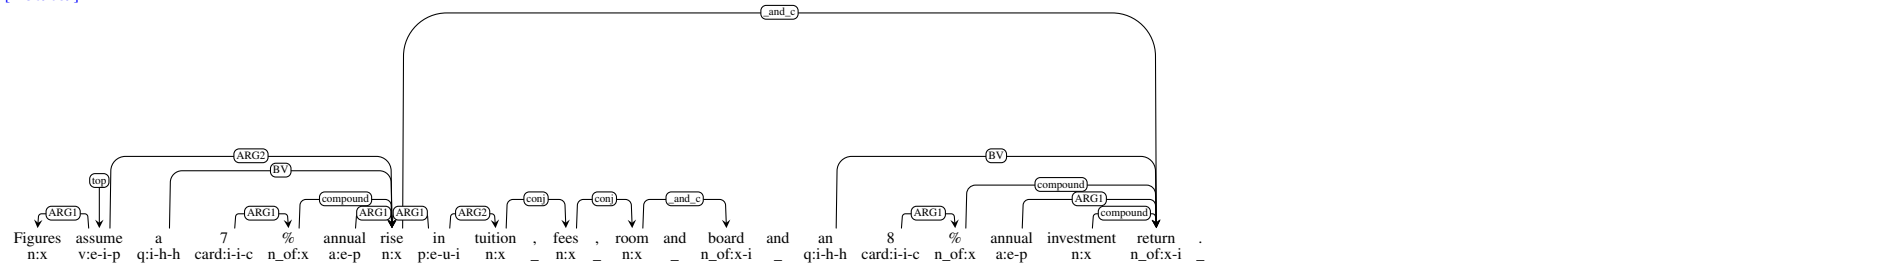 _and_c
ARG2 BV
BV
top compound
compound conj conj _and_c ARG1
ARG1 ARG1 ARG1 ARG1 ARG2 ARG1 compound
Figures assume a 7 % annual rise in tuition , fees , room and board and an 8 % annual investment return .
n:x v:e-i-p q:i-h-h card:i-i-c n_of:x a:e-p n:x p:e-u-i n:x _ n:x _ n:x _ n_of:x-i _ q:i-h-h card:i-i-c n_of:x a:e-p n:x n_of:x-i _